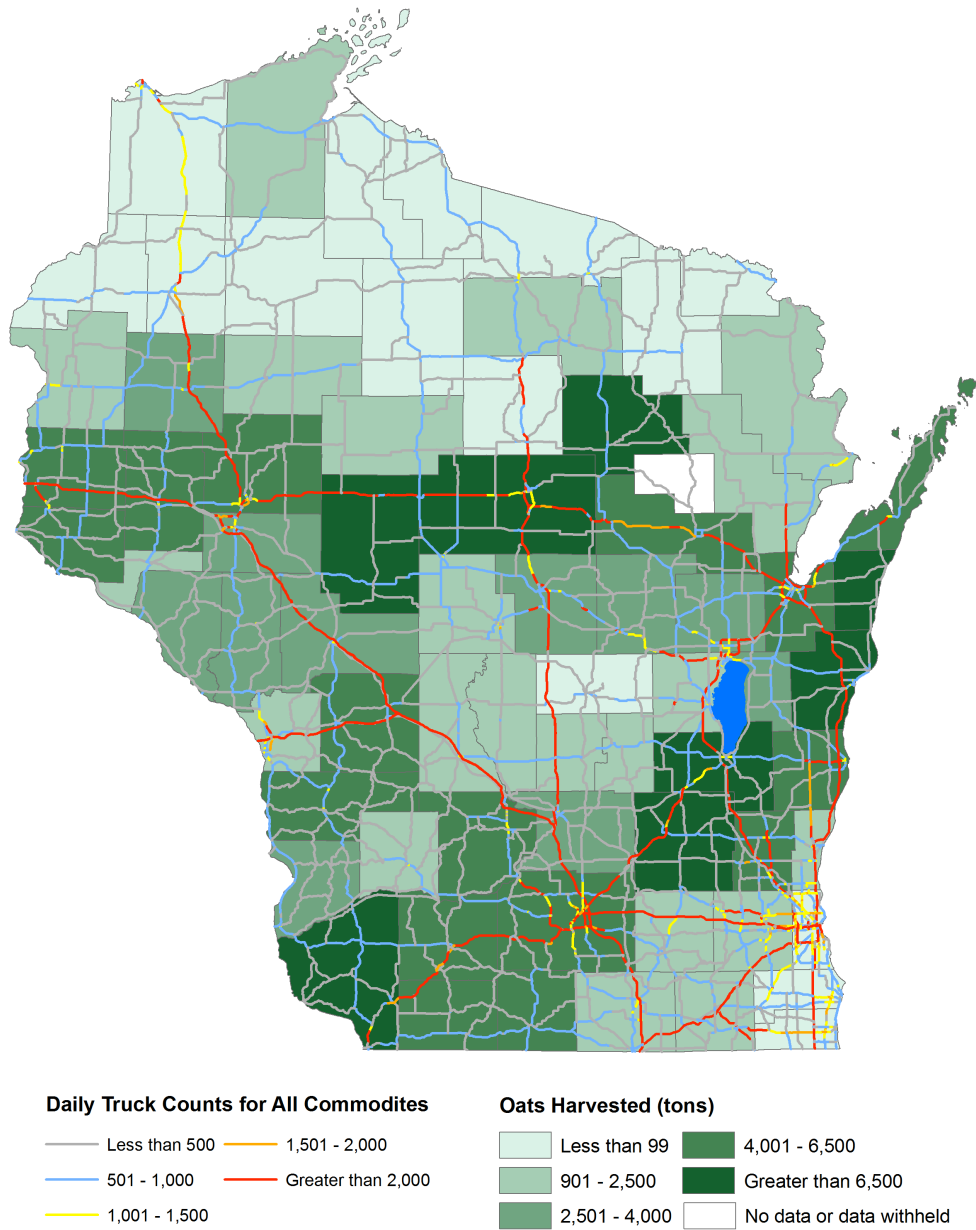 Daily Truck Counts for All Commodites
Less than 500
501 - 1,000
1,001 - 1,500
1,501 - 2,000
Greater than 2,000
Oats Harvested (tons)
Less than 99
901 - 2,500
2,501 - 4,000
4,001 - 6,500
Greater than 6,500
No data or data withheld